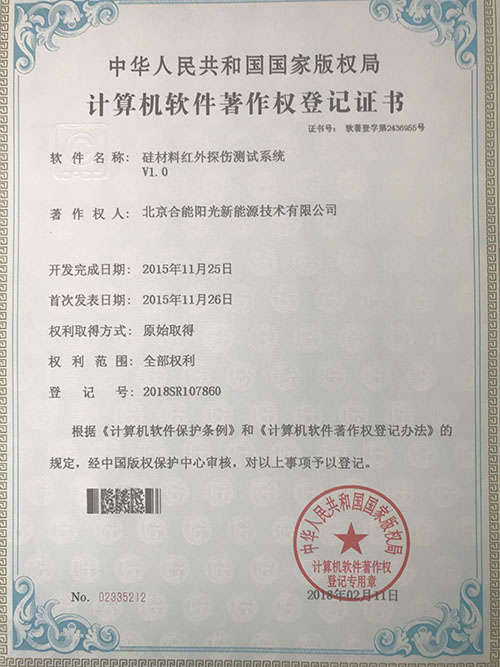 中华人民共和国国家版权局
计算机软件著作权登记证书
证书号： 软著登字第2436955号
软件名称： 硅材料红外探伤测试系统
V1.0
著作权人： 北京合能阳光新能源技术有限公司
开发完成日期： 2015年11月25日
首次发表日期： 2015年11月26日
权利取得方式： 原始取得
权利范围： 全部权利
登记号： 2018SR107860
根据《计算机软件保护条例》和《计算机软件著作权登记办法》的
规定，经中国版权保护中心审核，对以上事项予以登记。
中华人民共和国国家版权局
计算机软件著作权
登记专用章
No. 02335212
2018年02月11日